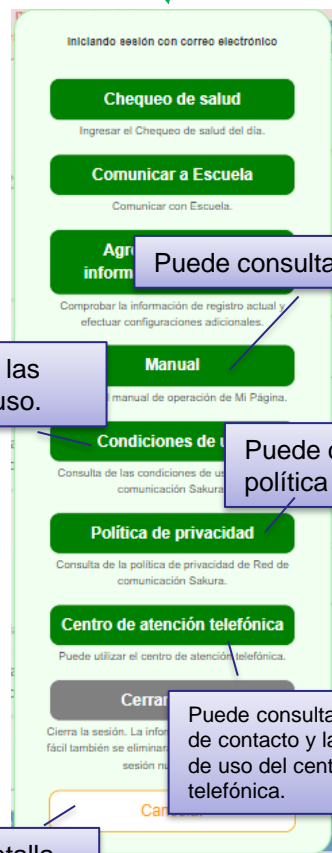 Iniciando sesión con correo electrónico
Chequeo de salud
Ingresar el Chequeo de salud del día.
Comunicar a Escuela
Comunicar con Escuela.
Agre
inform
Puede consulta
Comprobar la información de registro actual y
efectuar configuraciones adicionales.
Manual
manual de operación de Mi Página.
las
uso.
Condiciones de u
Consulta de las condiciones de us
comunicación Sakura
Puede c
política
Política de privacidad
Consulta de la política de privacidad de Red de
comunicación Sakura.
Centro de atención telefónica
Puede utilizar el centro de atención telefónica.
Cerrar
Cierra la sesión. La infor
fácil también se eliminar
sesión nu
Puede consulta
de contacto y la
de uso del cent
telefónica.
Cancelar